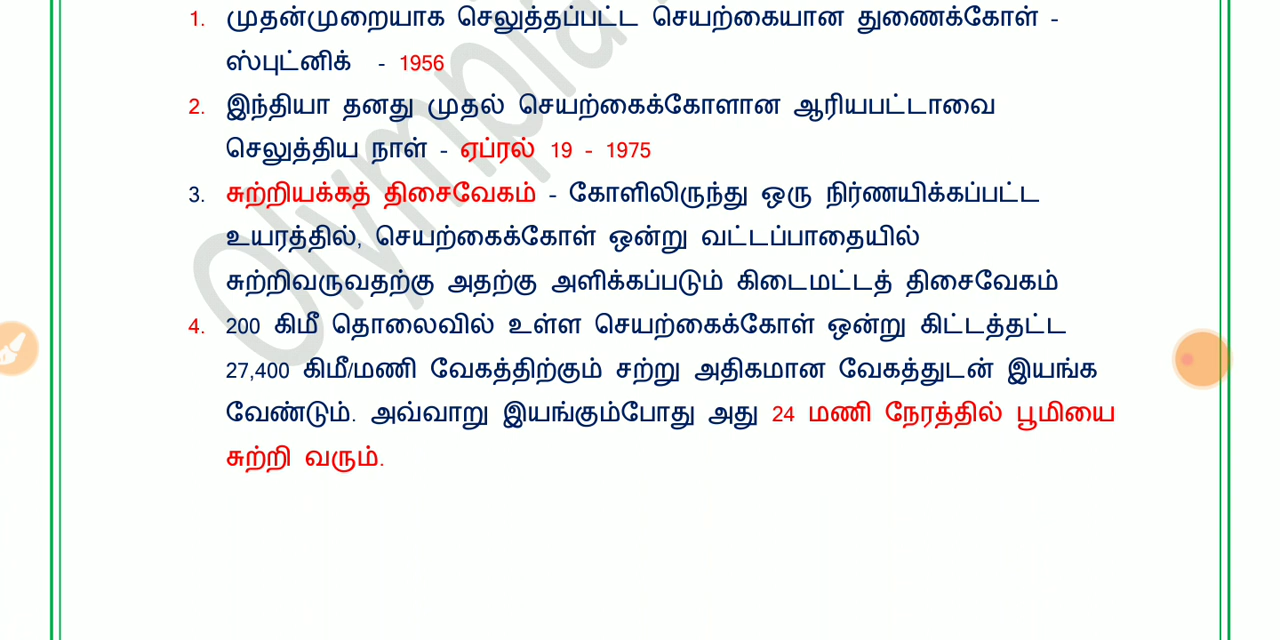 1. முதன்முறையாக செலுத்தப்பட்ட செயற்கையான துணைக்கோள் -
ஸ்புட்னிக் - 1956
2. இந்தியா தனது முதல் செயற்கைக்கோளான ஆரியபட்டாவை
செலுத்திய நாள் - ஏப்ரல் 19 - 1975
3. சுற்றியக்கத் திசைவேகம் - கோளிலிருந்து ஒரு நிர்ணயிக்கப்பட்ட
உயரத்தில், செயற்கைக்கோள் ஒன்று வட்டப்பாதையில்
சுற்றிவருவதற்கு அதற்கு அளிக்கப்படும் கிடைமட்டத் திசைவேகம்
4. 200 கிமீ தொலைவில் உள்ள செயற்கைக்கோள் ஒன்று கிட்டத்தட்ட
27,400 கிமீ/மணி வேகத்திற்கும் சற்று அதிகமான வேகத்துடன் இயங்க
வேண்டும். அவ்வாறு இயங்கும்போது அது 24 மணி நேரத்தில் பூமியை
சுற்றி வரும்.
Olympia